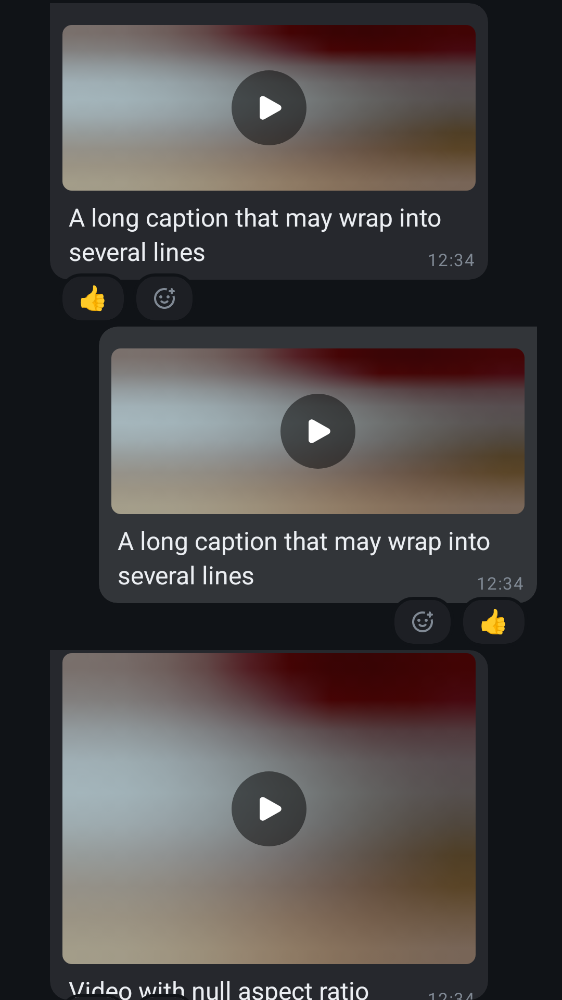 A long caption that may wrap into
several lines
12:34
A long caption that may wrap into
several lines
12:34
Video with null aspect ratio
12:34